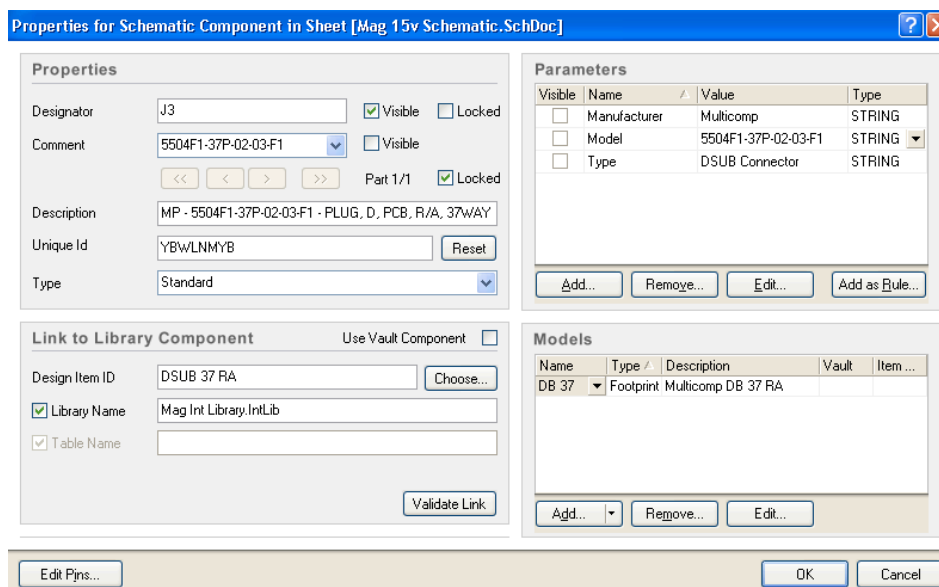 Properties for Schematic Component in Sheet [Mag 15v Schematic.SchDoc]
?
Properties
Designator J3 Visible Locked
Comment 5504F1-37P-02-03-F1 Visible
<< < > >> Part 1/1 Locked
Description MP - 5504F1-37P-02-03-F1 - PLUG, D, PCB, R/A, 37WAY
Unique Id YBWLNMYB Reset
Type Standard
Link to Library Component Use Vault Component
Design Item ID DSUB 37 RA Choose...
Library Name Mag Int Library.IntLib
Table Name
Validate Link
Parameters
Visible Name Value Type
Manufacturer Multicomp STRING
Model 5504F1-37P-02-03-F1 STRING
Type DSUB Connector STRING
Add... Remove... Edit... Add as Rule...
Models
Name Type Description Vault Item ...
DB 37 Footprint Multicomp DB 37 RA
Add... Remove... Edit...
Edit Pins... OK Cancel